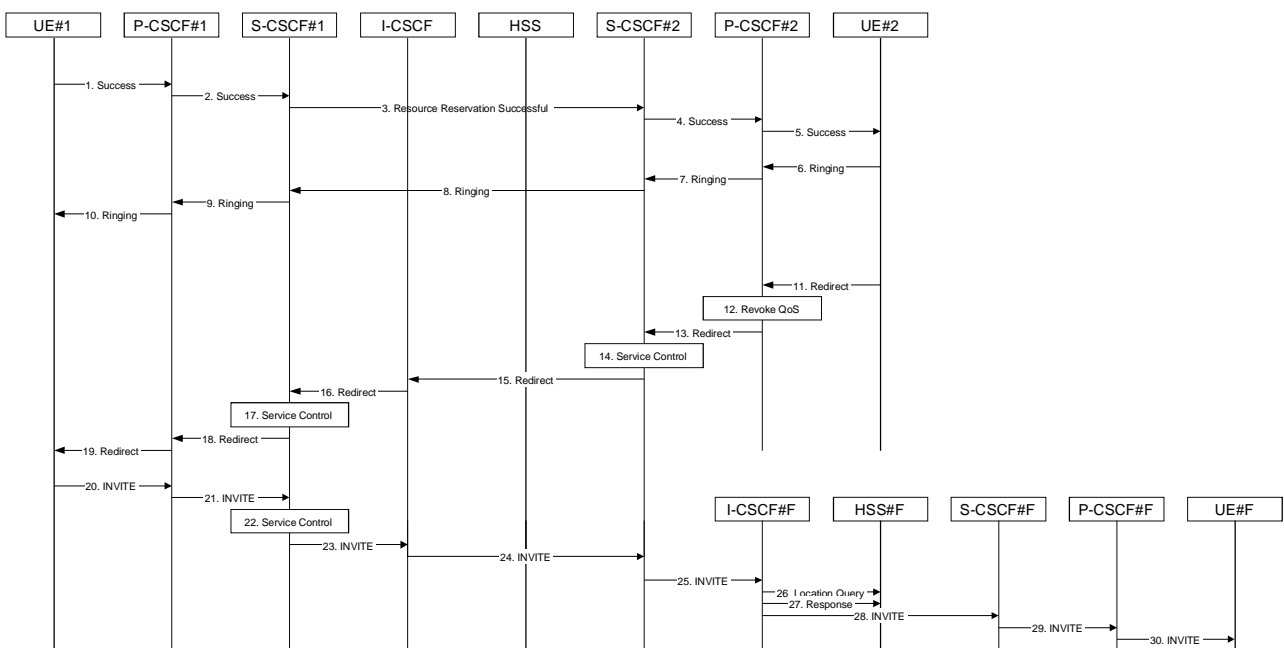 UE#1 P-CSCF#1 S-CSCF#1 I-CSCF HSS S-CSCF#2 P-CSCF#2 UE#2
1. Success
2. Success
3. Resource Reservation Successful
4. Success
5. Success
6. Ringing
7. Ringing
8. Ringing
9. Ringing
10. Ringing
11. Redirect
12. Revoke QoS
13. Redirect
14. Service Control
15. Redirect
16. Redirect
17. Service Control
18. Redirect
19. Redirect
20. INVITE
21. INVITE
I-CSCF#F HSS#F S-CSCF#F P-CSCF#F UE#F
22. Service Control
23. INVITE
24. INVITE
25. INVITE
26. Location Query
27. Response
28. INVITE
29. INVITE
30. INVITE